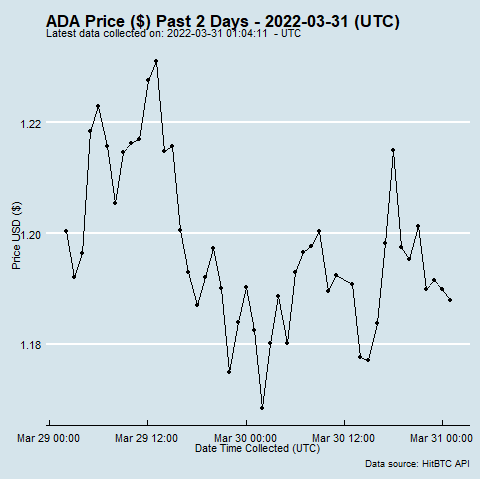 ADA Price ($) Past 2 Days - 2022-03-31 (UTC)
Latest data collected on: 2022-03-31 01:04:11  - UTC
1.22
1.20
1.18
Price USD ($)
Mar 29 00:00 Mar 29 12:00 Mar 30 00:00 Mar 30 12:00 Mar 31 00:00
Date Time Collected (UTC)
Data source: HitBTC API